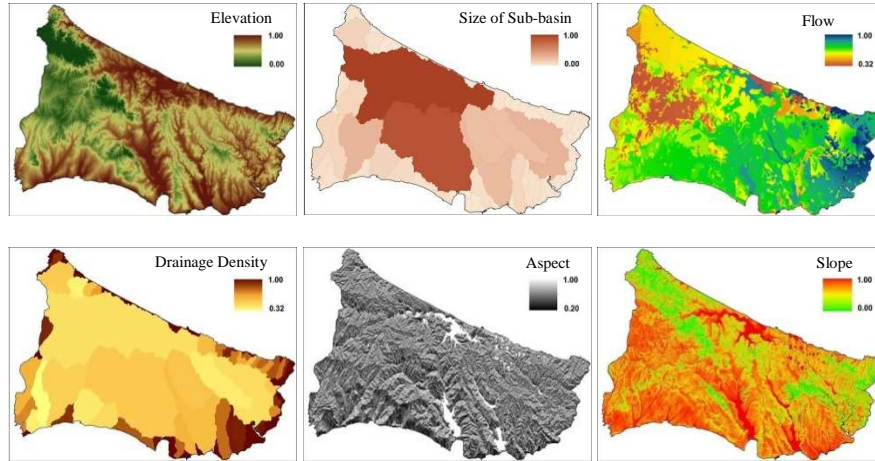 Elevation
1.00
0.00
Size of Sub-basin
1.00
0.00
Flow
1.00
0.32
Drainage Density
1.00
0.32
Aspect
1.00
0.20
Slope
1.00
0.00